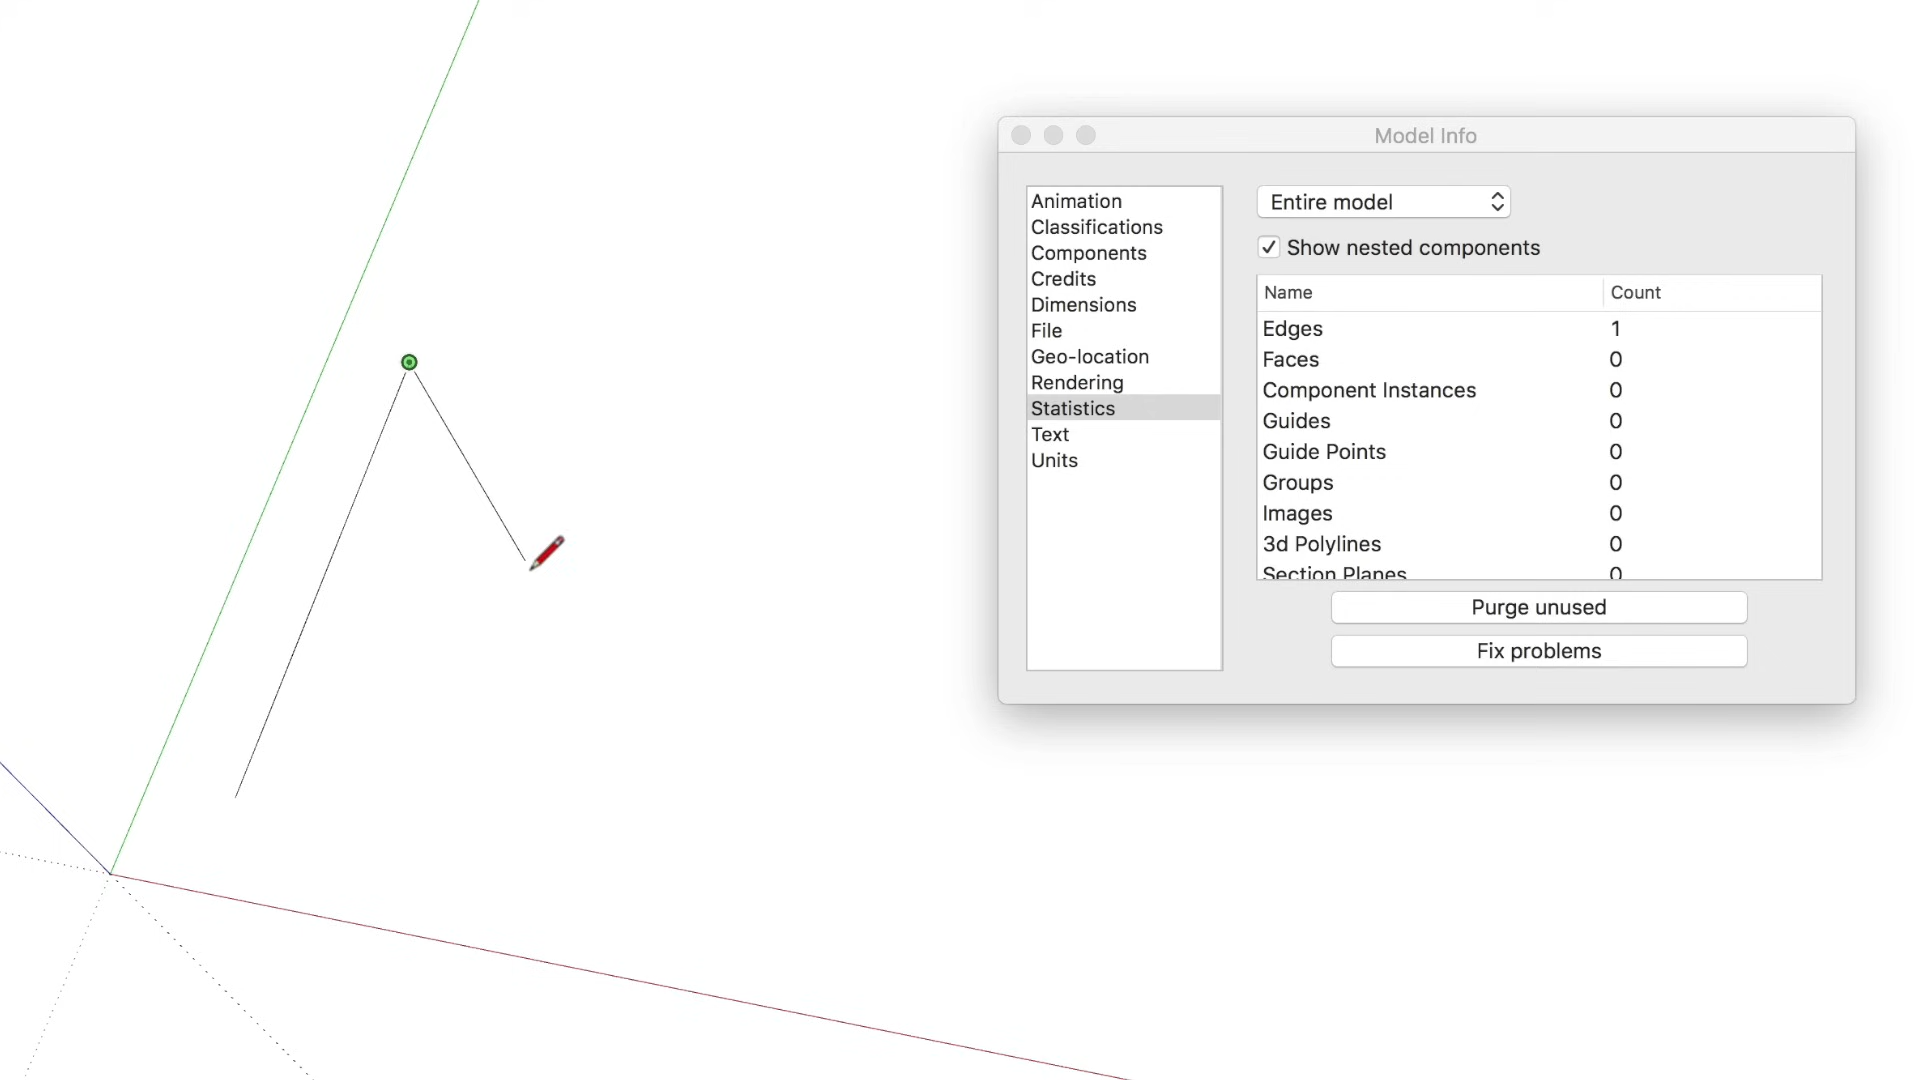 Model Info
Animation
Classifications
Components
Credits
Dimensions
File
Geo-location
Rendering
Statistics
Text
Units
Entire model
Show nested components
Name Count
Edges 1
Faces 0
Component Instances 0
Guides 0
Guide Points 0
Groups 0
Images 0
3d Polylines 0
Section Planes 0
Purge unused
Fix problems